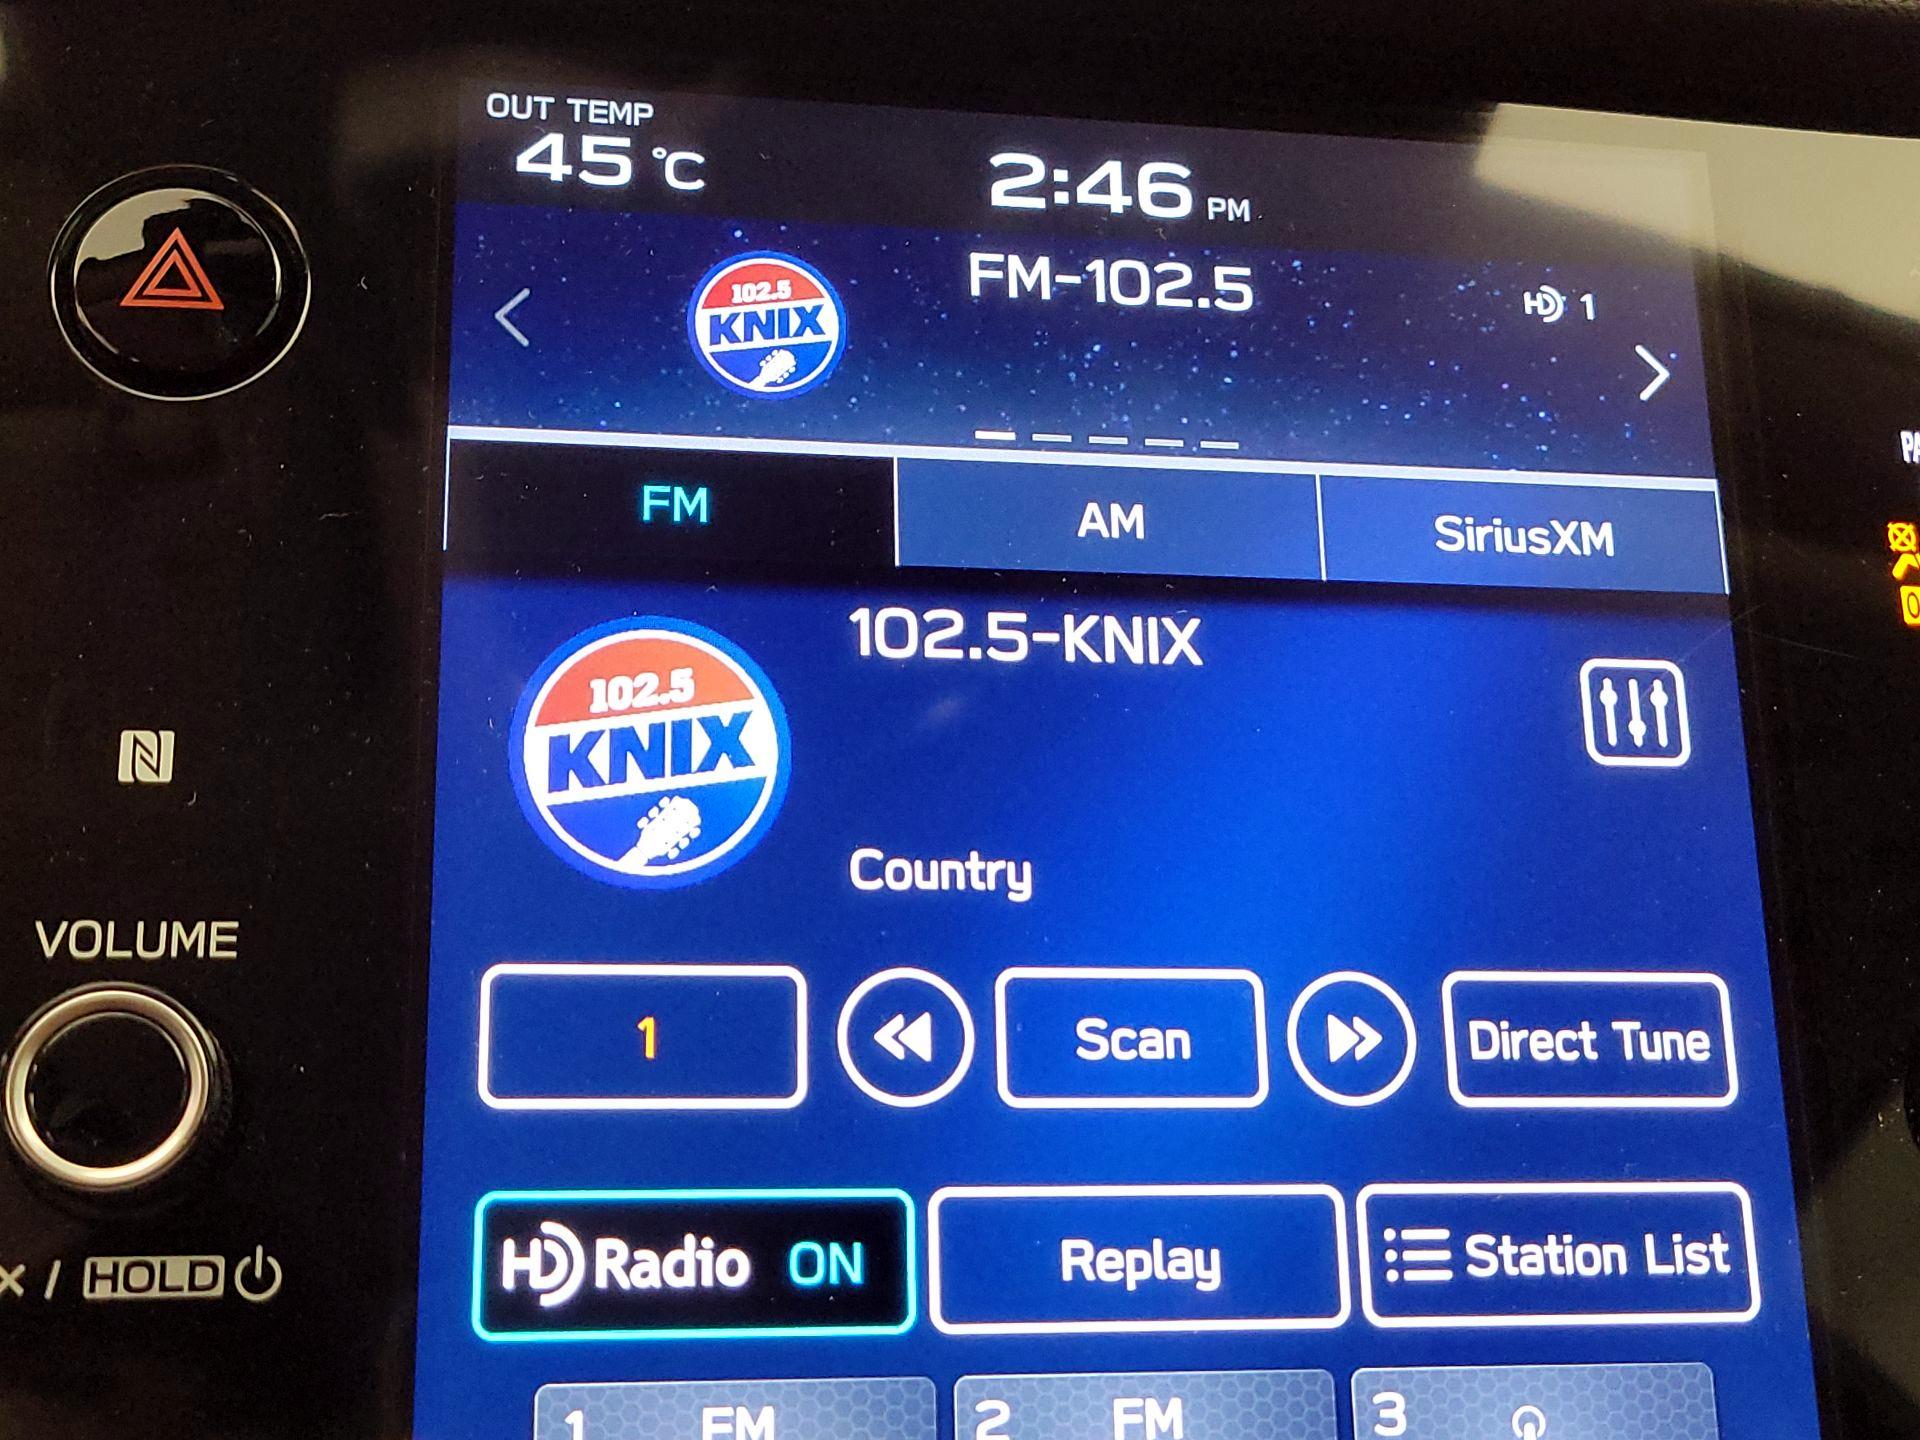 OUT TEMP
45 °C
2:46 PM
102.5
KNIX
FM-102.5
HD 1
FM
AM
SiriusXM
102.5
KNIX
102.5-KNIX
Country
1
Scan
Direct Tune
HD Radio ON
Replay
Station List
1 FM
2 FM
3
VOLUME
/ HOLD